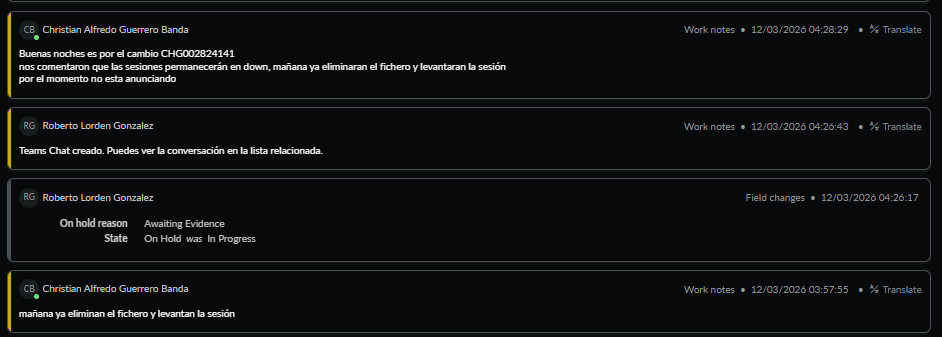 CB Christian Alfredo Guerrero Banda Work notes • 12/03/2026 04:28:29 • Translate
Buenas noches es por el cambio CHG002824141
nos comentaron que las sesiones permanecerán en down, mañana ya eliminaran el fichero y levantaran la sesión
por el momento no esta anunciando
RG Roberto Lorden Gonzalez Work notes • 12/03/2026 04:26:43 • Translate
Teams Chat creado. Puedes ver la conversación en la lista relacionada.
RG Roberto Lorden Gonzalez Field changes • 12/03/2026 04:26:17
On hold reason Awaiting Evidence
State On Hold was In Progress
CB Christian Alfredo Guerrero Banda Work notes • 12/03/2026 03:57:55 • Translate
mañana ya eliminan el fichero y levantan la sesión